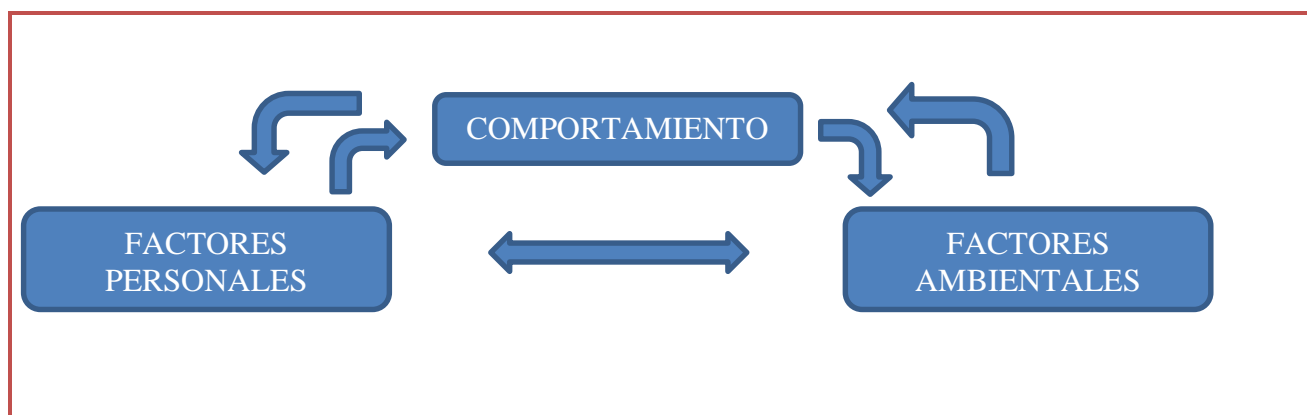 COMPORTAMIENTO
FACTORES
PERSONALES
FACTORES
AMBIENTALES